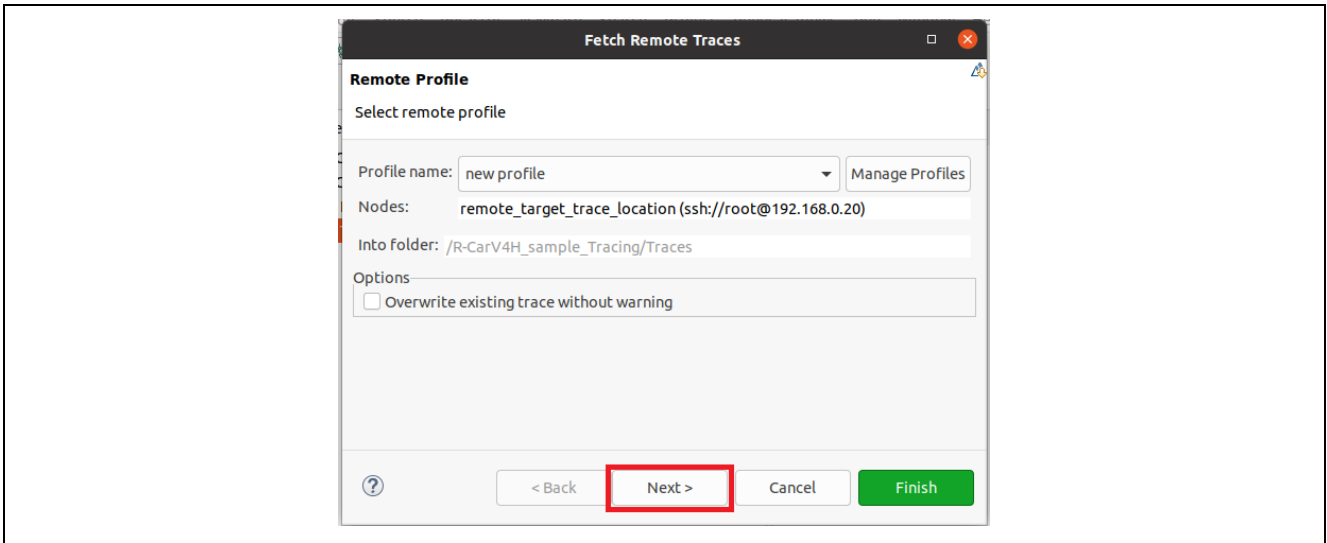 Fetch Remote Traces
Remote Profile
Select remote profile
Profile name: new profile Manage Profiles
Nodes: remote_target_trace_location (ssh://root@192.168.0.20)
Into folder: /R-CarV4H_sample_Tracing/Traces
Options
Overwrite existing trace without warning
< Back Next > Cancel Finish